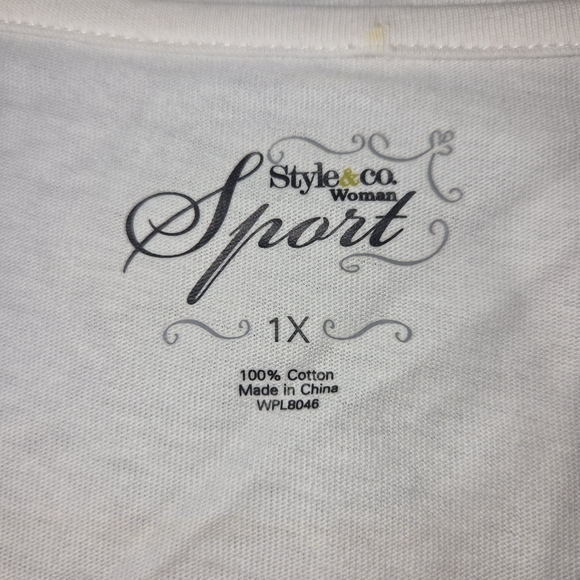 Style&co.
Woman
Sport
1X
100% Cotton
Made in China
WPL8046